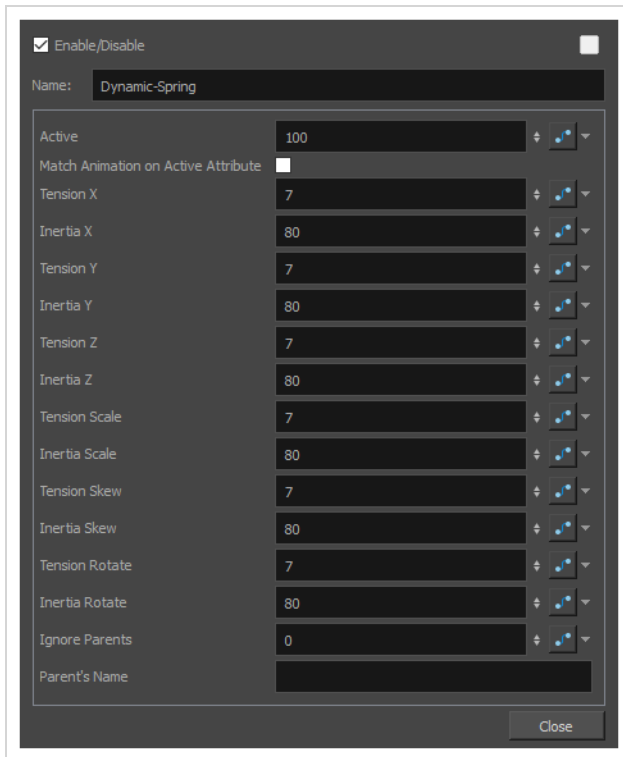 Enable/Disable
Name: Dynamic-Spring
Active 100
Match Animation on Active Attribute
Tension X 7
Inertia X 80
Tension Y 7
Inertia Y 80
Tension Z 7
Inertia Z 80
Tension Scale 7
Inertia Scale 80
Tension Skew 7
Inertia Skew 80
Tension Rotate 7
Inertia Rotate 80
Ignore Parents 0
Parent's Name
Close